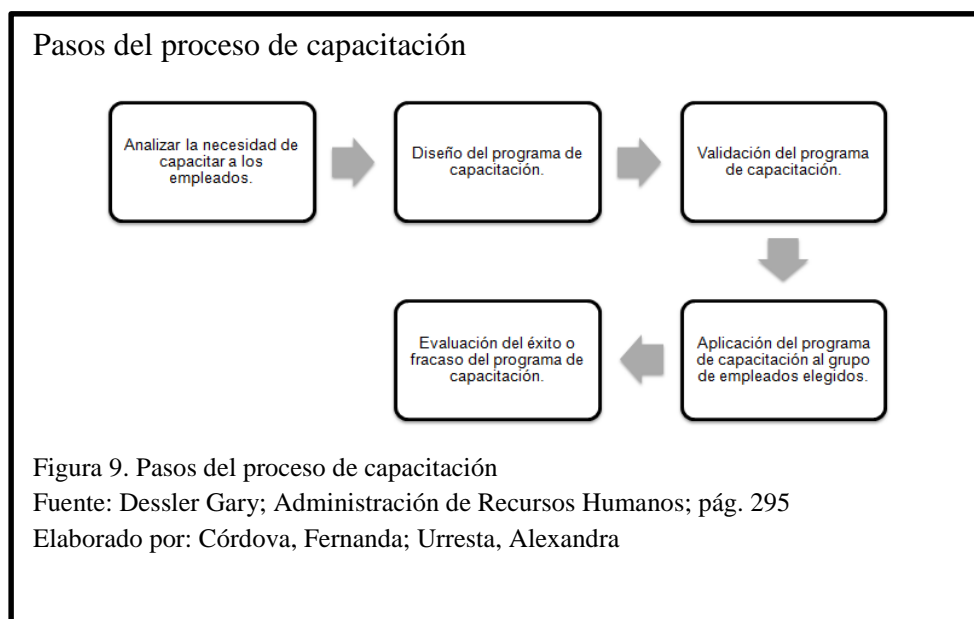 Pasos del proceso de capacitación
Analizar la necesidad de
capacitar a los
empleados.
Diseño del programa de
capacitación.
Validación del programa
de capacitación.
Aplicación del programa
de capacitación al grupo
de empleados elegidos.
Evaluación del éxito o
fracaso del programa de
capacitación.
Figura 9. Pasos del proceso de capacitación
Fuente: Dessler Gary; Administración de Recursos Humanos; pág. 295
Elaborado por: Córdova, Fernanda; Urresta, Alexandra